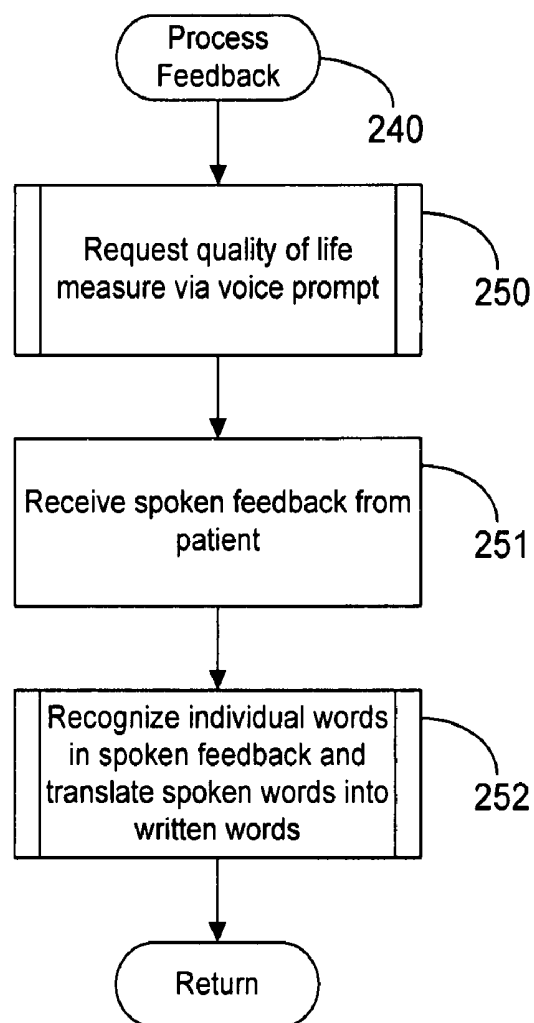 Process
Feedback
240
Request quality of life
measure via voice prompt
250
Receive spoken feedback from
patient
251
Recognize individual words
in spoken feedback and
translate spoken words into
written words
252
Return